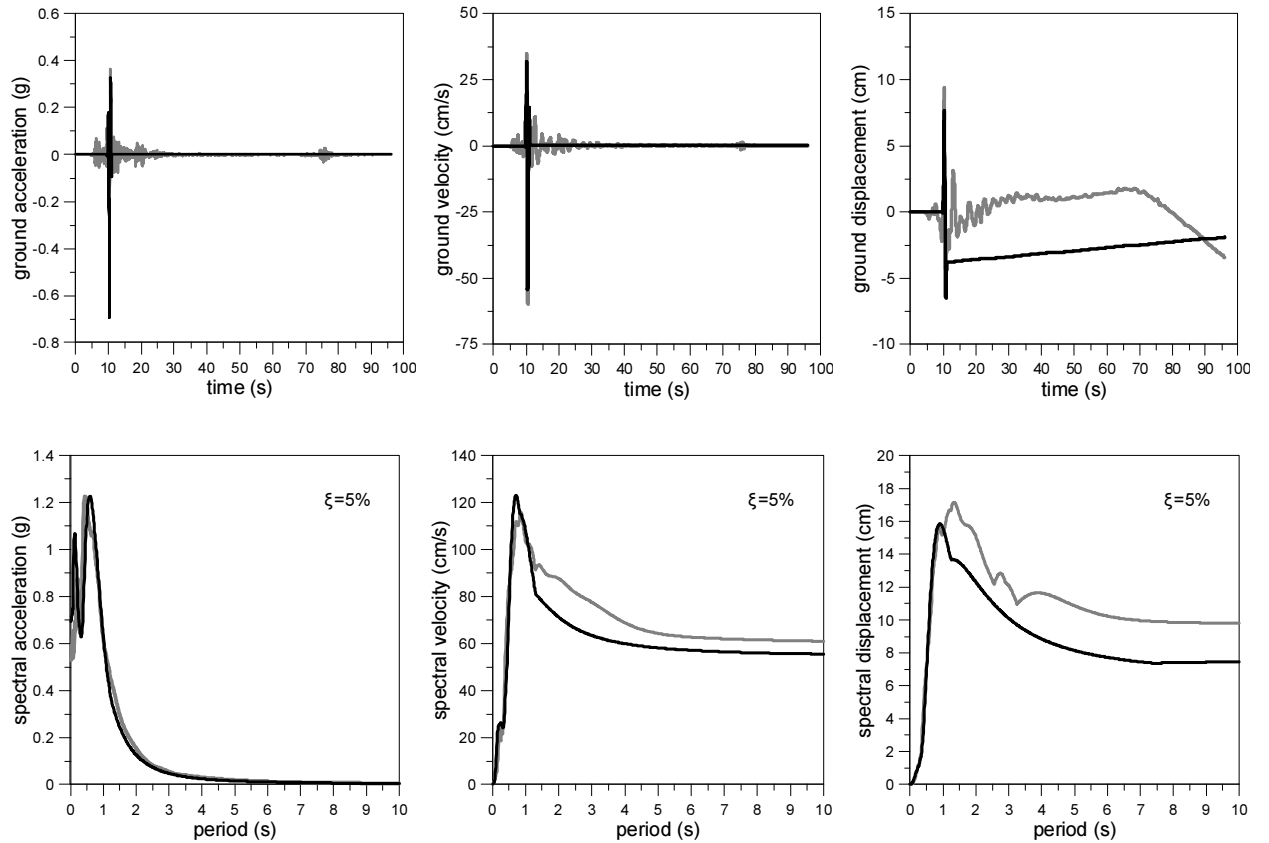 ground acceleration (g)
0.6
0.4
0.2
0
-0.2
-0.4
-0.6
-0.8
0 10 20 30 40 50 60 70 80 90 100
time (s)
ground velocity (cm/s)
50
25
0
-25
-50
-75
0 10 20 30 40 50 60 70 80 90 100
time (s)
ground displacement (cm)
15
10
5
0
-5
-10
0 10 20 30 40 50 60 70 80 90 100
time (s)
spectral acceleration (g)
1.4
1.2
1
0.8
0.6
0.4
0.2
0
ξ=5%
0 1 2 3 4 5 6 7 8 9 10
period (s)
spectral velocity (cm/s)
140
120
100
80
60
40
20
0
ξ=5%
0 1 2 3 4 5 6 7 8 9 10
period (s)
spectral displacement (cm)
20
18
16
14
12
10
8
6
4
2
0
ξ=5%
0 1 2 3 4 5 6 7 8 9 10
period (s)